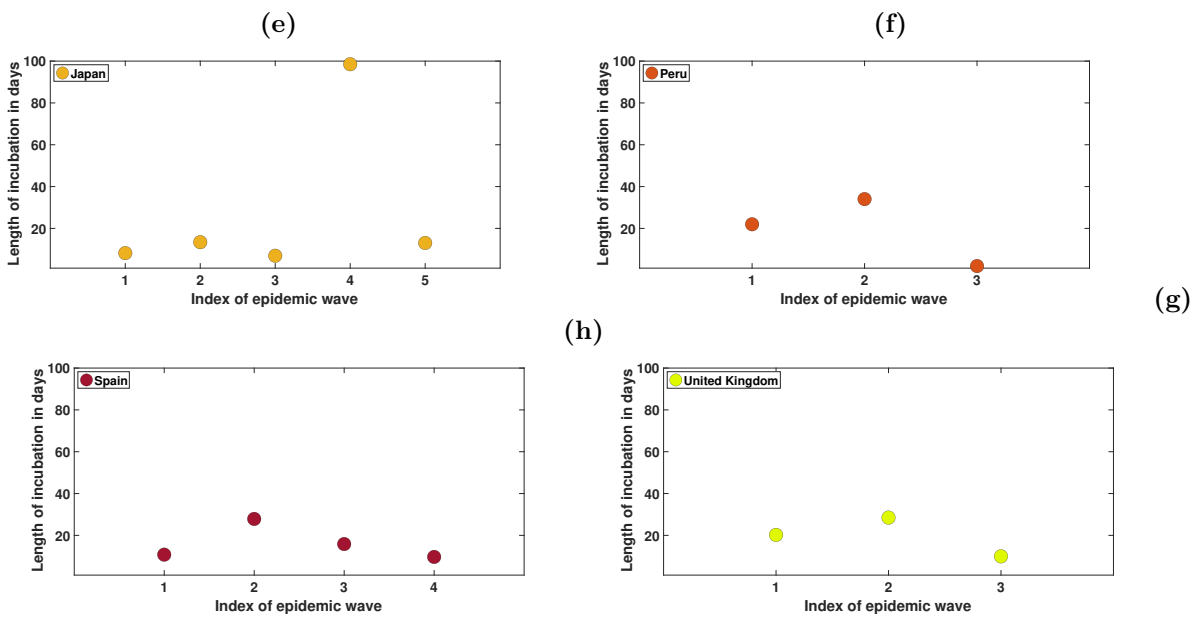 (e)
(f)
Length of incubation in days
100
80
60
40
20
Japan
1 2 3 4 5
Index of epidemic wave
Length of incubation in days
100
80
60
40
20
Peru
1 2 3
Index of epidemic wave
(g)
(h)
Length of incubation in days
100
80
60
40
20
Spain
1 2 3 4
Index of epidemic wave
Length of incubation in days
100
80
60
40
20
United Kingdom
1 2 3
Index of epidemic wave